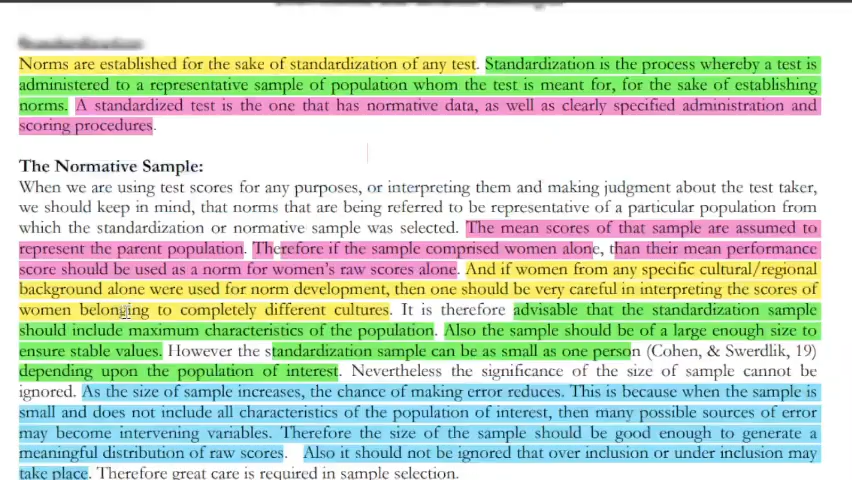 Standardization:
Norms are established for the sake of standardization of any test. Standardization is the process whereby a test is
administered to a representative sample of population whom the test is meant for, for the sake of establishing
norms. A standardized test is the one that has normative data, as well as clearly specified administration and
scoring procedures.
The Normative Sample:
When we are using test scores for any purposes, or interpreting them and making judgment about the test taker,
we should keep in mind, that norms that are being referred to be representative of a particular population from
which the standardization or normative sample was selected. The mean scores of that sample are assumed to
represent the parent population. Therefore if the sample comprised women alone, than their mean performance
score should be used as a norm for women's raw scores alone. And if women from any specific cultural/regional
background alone were used for norm development, then one should be very careful in interpreting the scores of
women belonging to completely different cultures. It is therefore advisable that the standardization sample
should include maximum characteristics of the population. Also the sample should be of a large enough size to
ensure stable values. However the standardization sample can be as small as one person (Cohen, & Swerdlik, 19)
depending upon the population of interest. Nevertheless the significance of the size of sample cannot be
ignored. As the size of sample increases, the chance of making error reduces. This is because when the sample is
small and does not include all characteristics of the population of interest, then many possible sources of error
may become intervening variables. Therefore the size of the sample should be good enough to generate a
meaningful distribution of raw scores. Also it should not be ignored that over inclusion or under inclusion may
take place. Therefore great care is required in sample selection.